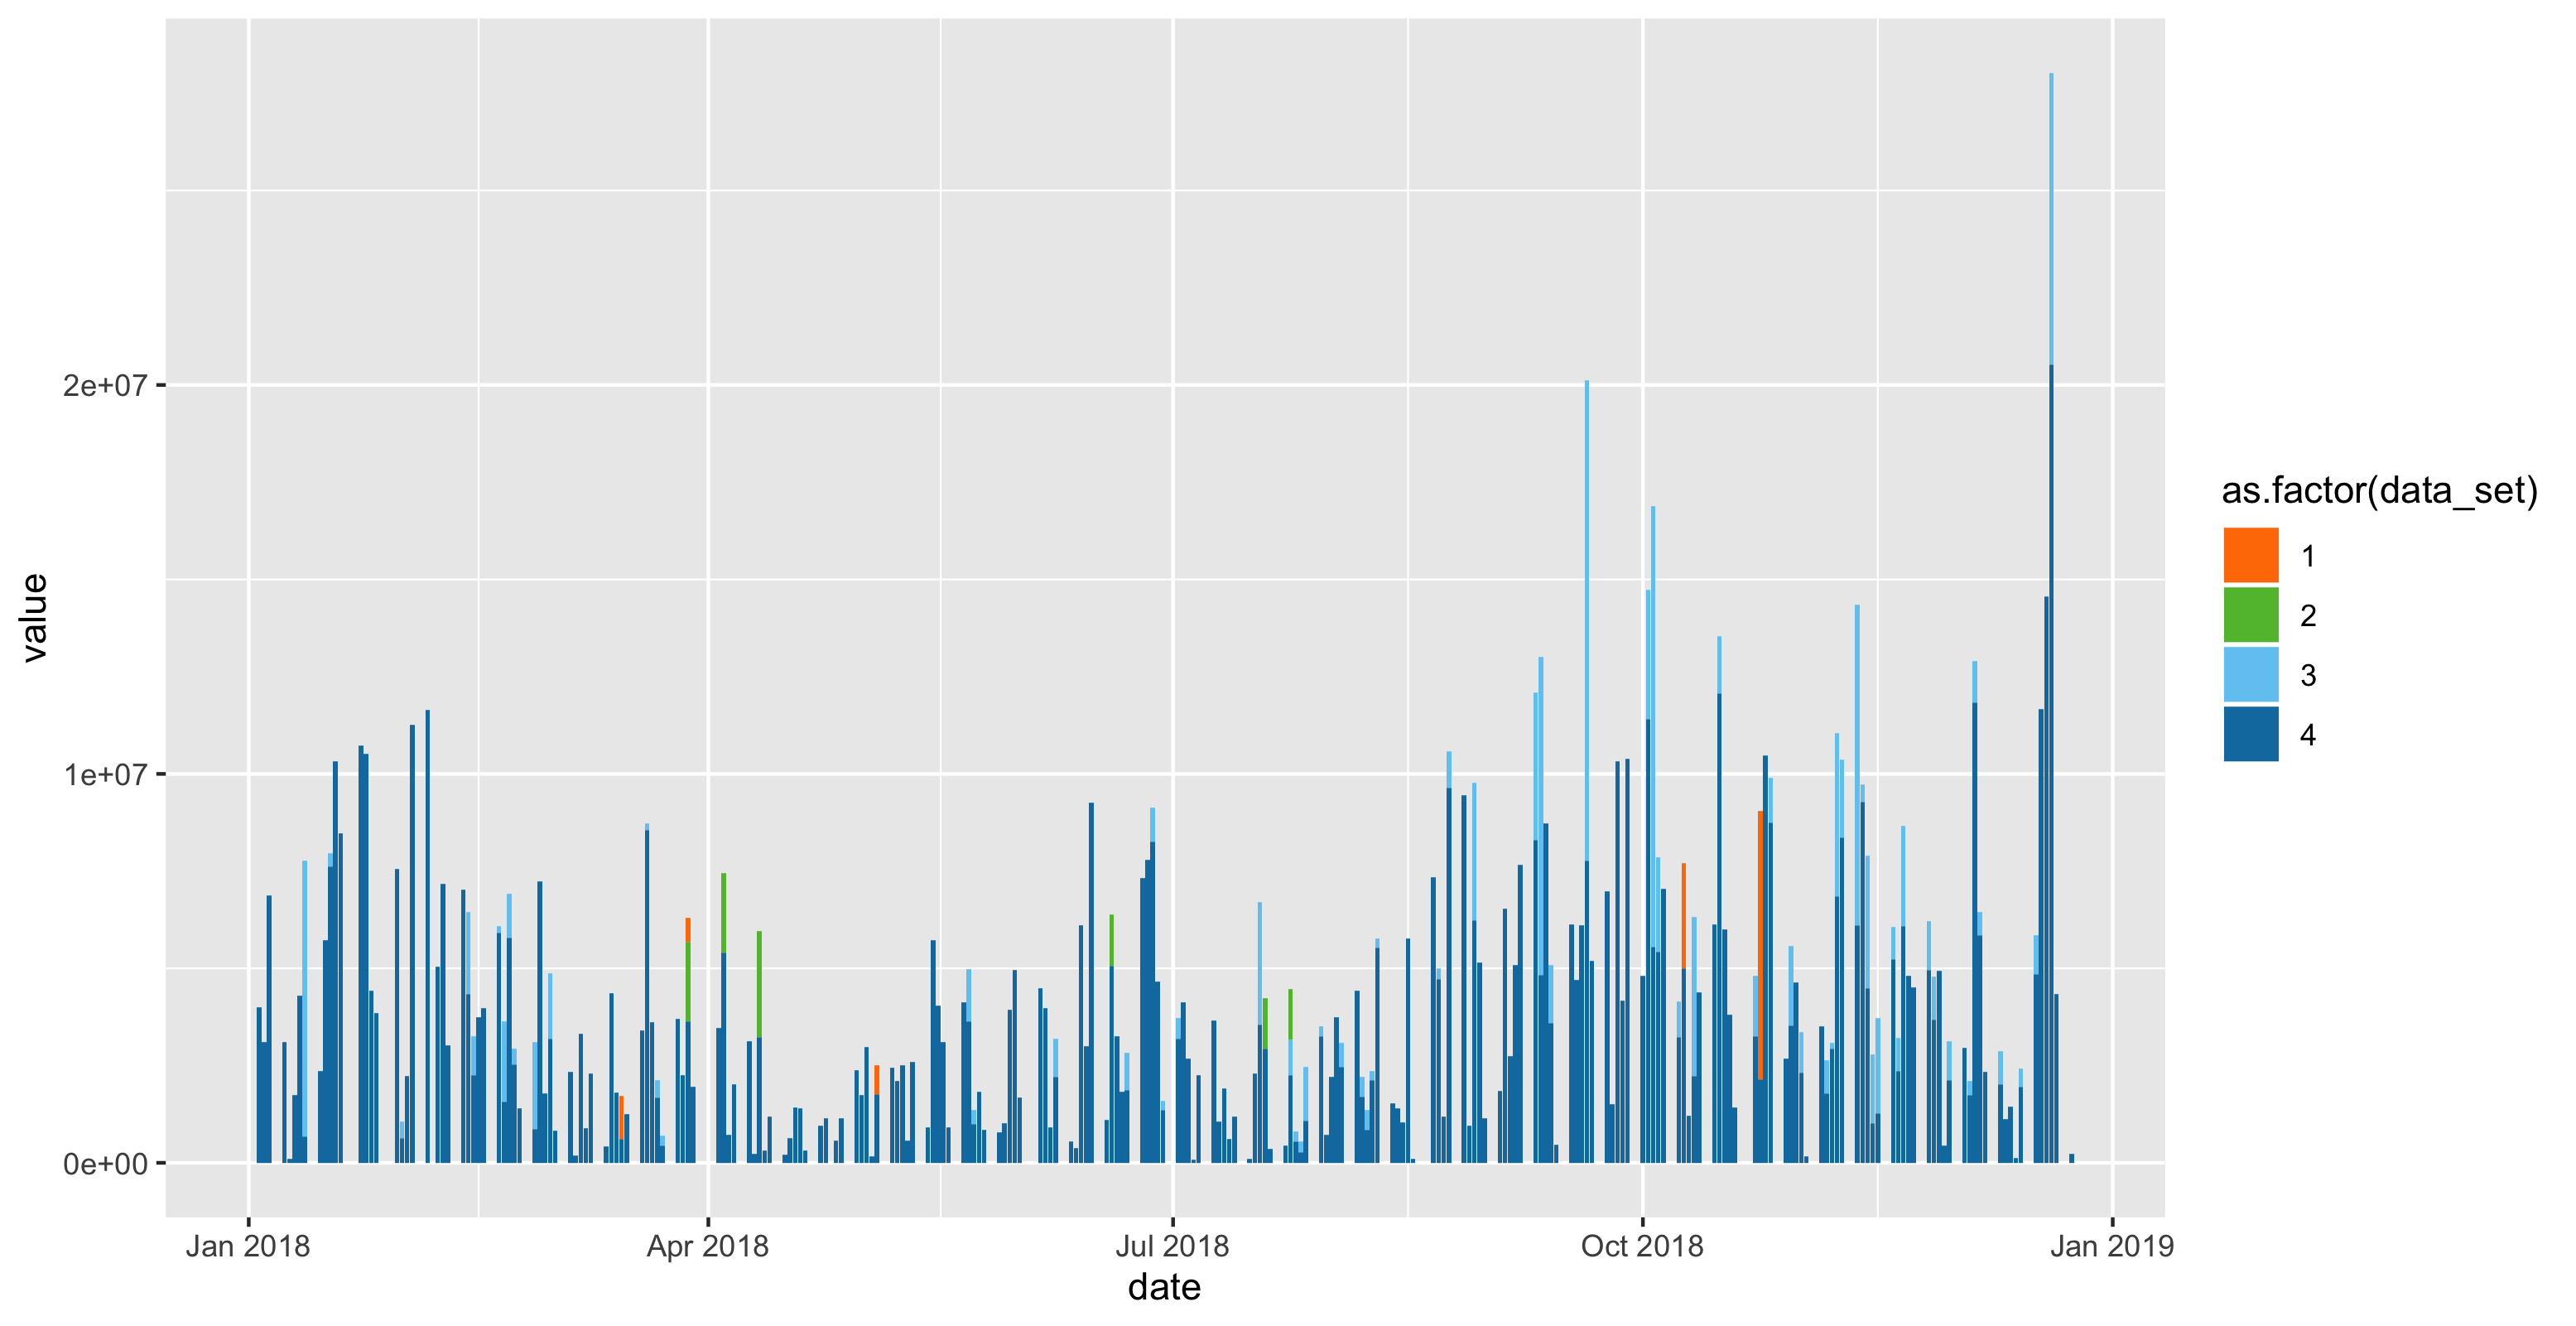 value
2e+07
1e+07
0e+00
Jan 2018
Apr 2018
Jul 2018
Oct 2018
Jan 2019
date
as.factor(data_set)
1
2
3
4